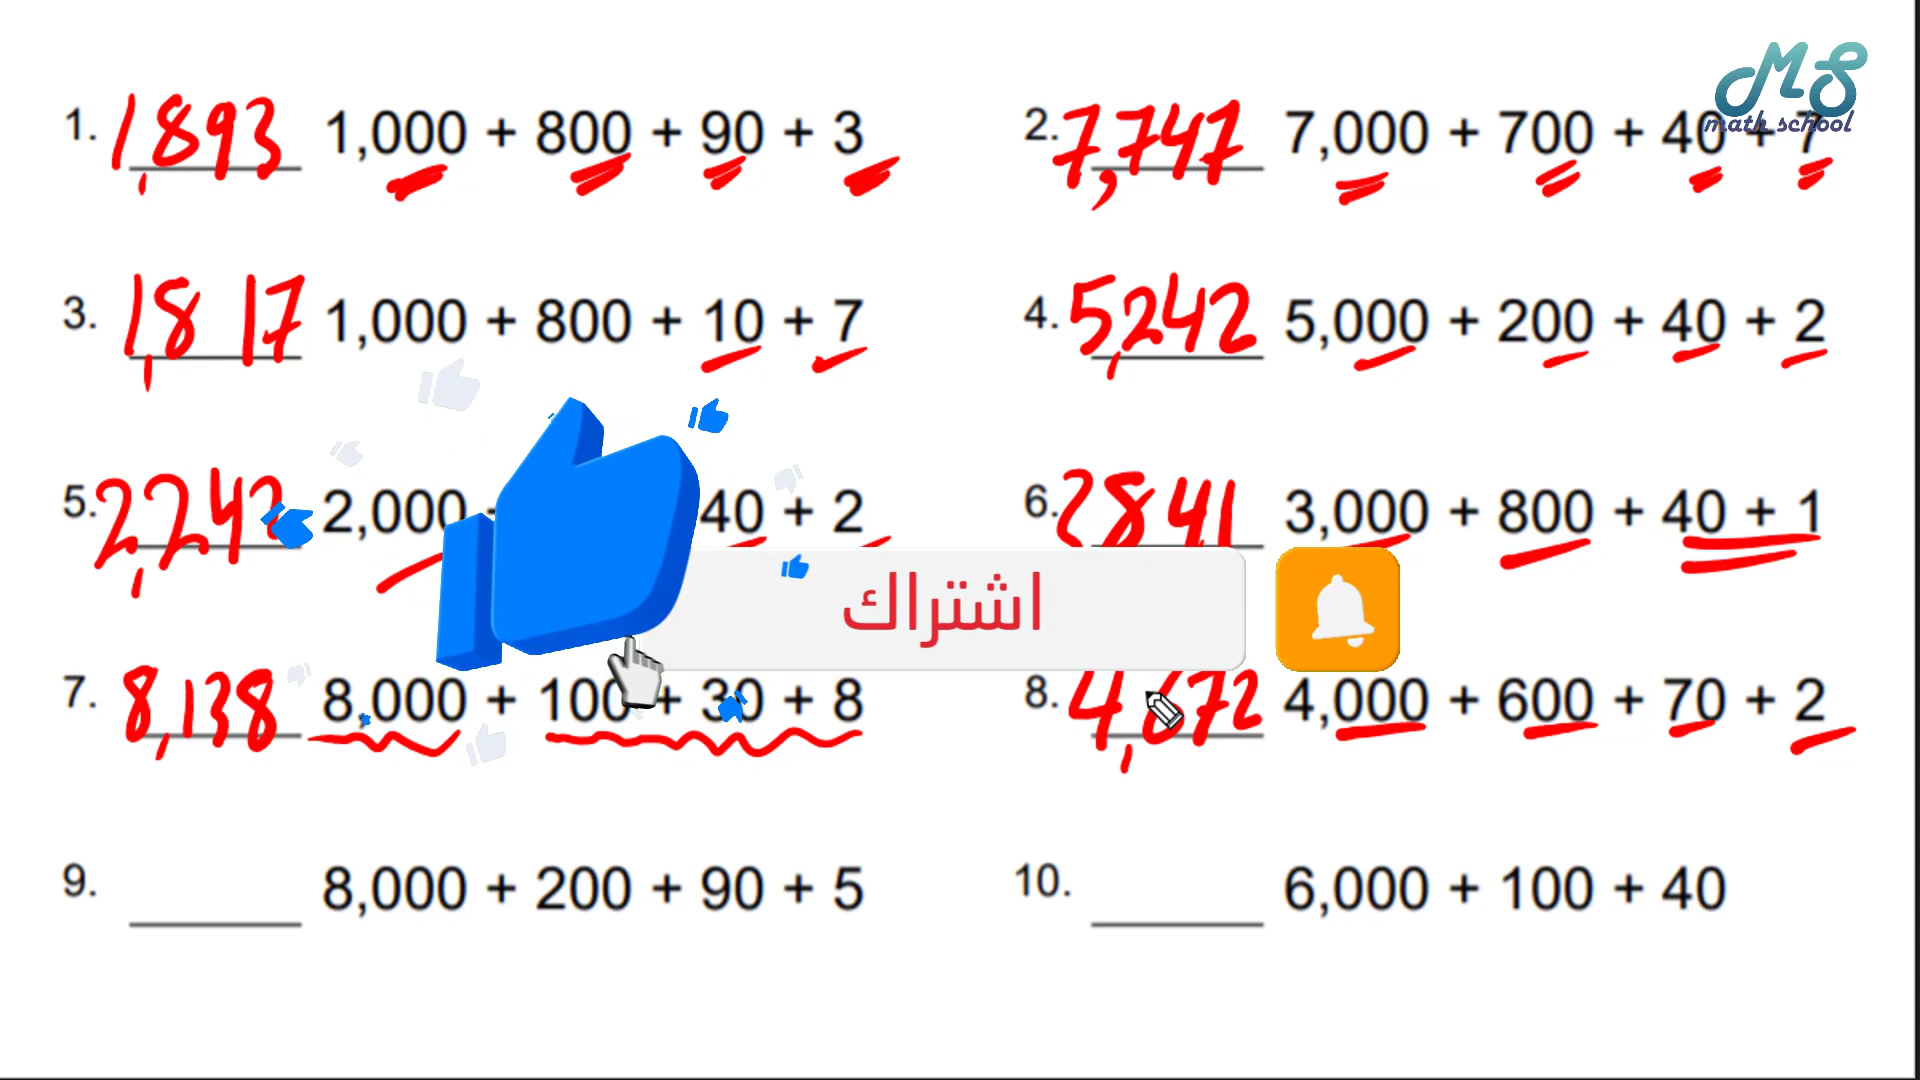 MS
math school
1. 1,893 1,000 + 800 + 90 + 3
2. 7,747 7,000 + 700 + 40 + 7
3. 1,817 1,000 + 800 + 10 + 7
4. 5,242 5,000 + 200 + 40 + 2
5. 2,242 2,000 + 40 + 2
6. 841 3,000 + 800 + 40 + 1
اشتراك
7. 8,138 8,000 + 100 + 30 + 8
8. 4,672 4,000 + 600 + 70 + 2
9. 8,000 + 200 + 90 + 5
10. 6,000 + 100 + 40